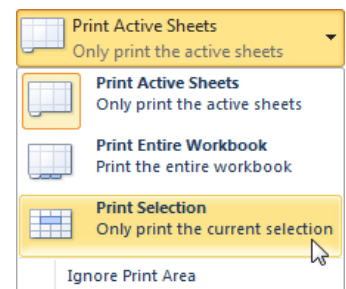 Print Active Sheets
Only print the active sheets
Print Active Sheets
Only print the active sheets
Print Entire Workbook
Print the entire workbook
Print Selection
Only print the current selection
Ignore Print Area